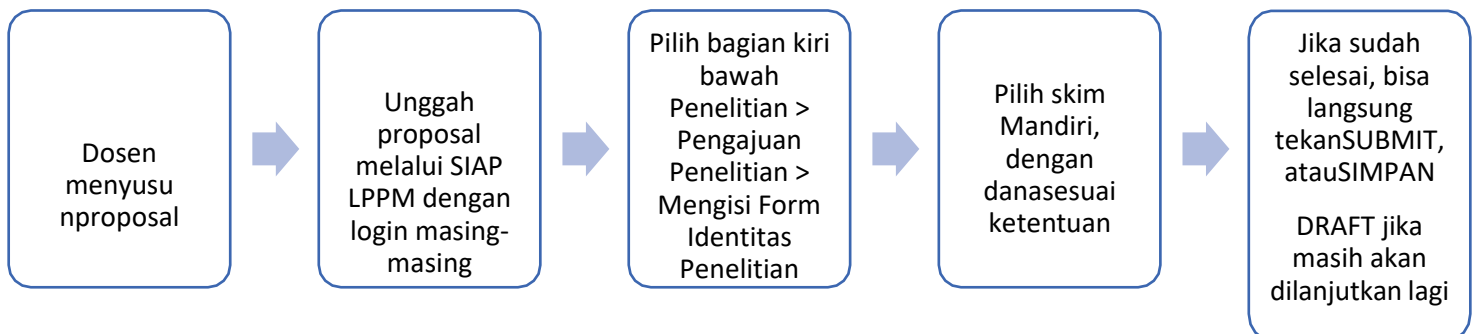 Dosen
menyusu
nproposal
Unggah
proposal
melalui SIAP
LPPM dengan
login masing-
masing
Pilih bagian kiri
bawah
Penelitian >
Pengajuan
Penelitian >
Mengisi Form
Identitas
Penelitian
Pilih skim
Mandiri,
dengan
danasesuai
ketentuan
Jika sudah
selesai, bisa
langsung
tekanSUBMIT,
atauSIMPAN
DRAFT jika
masih akan
dilanjutkan lagi